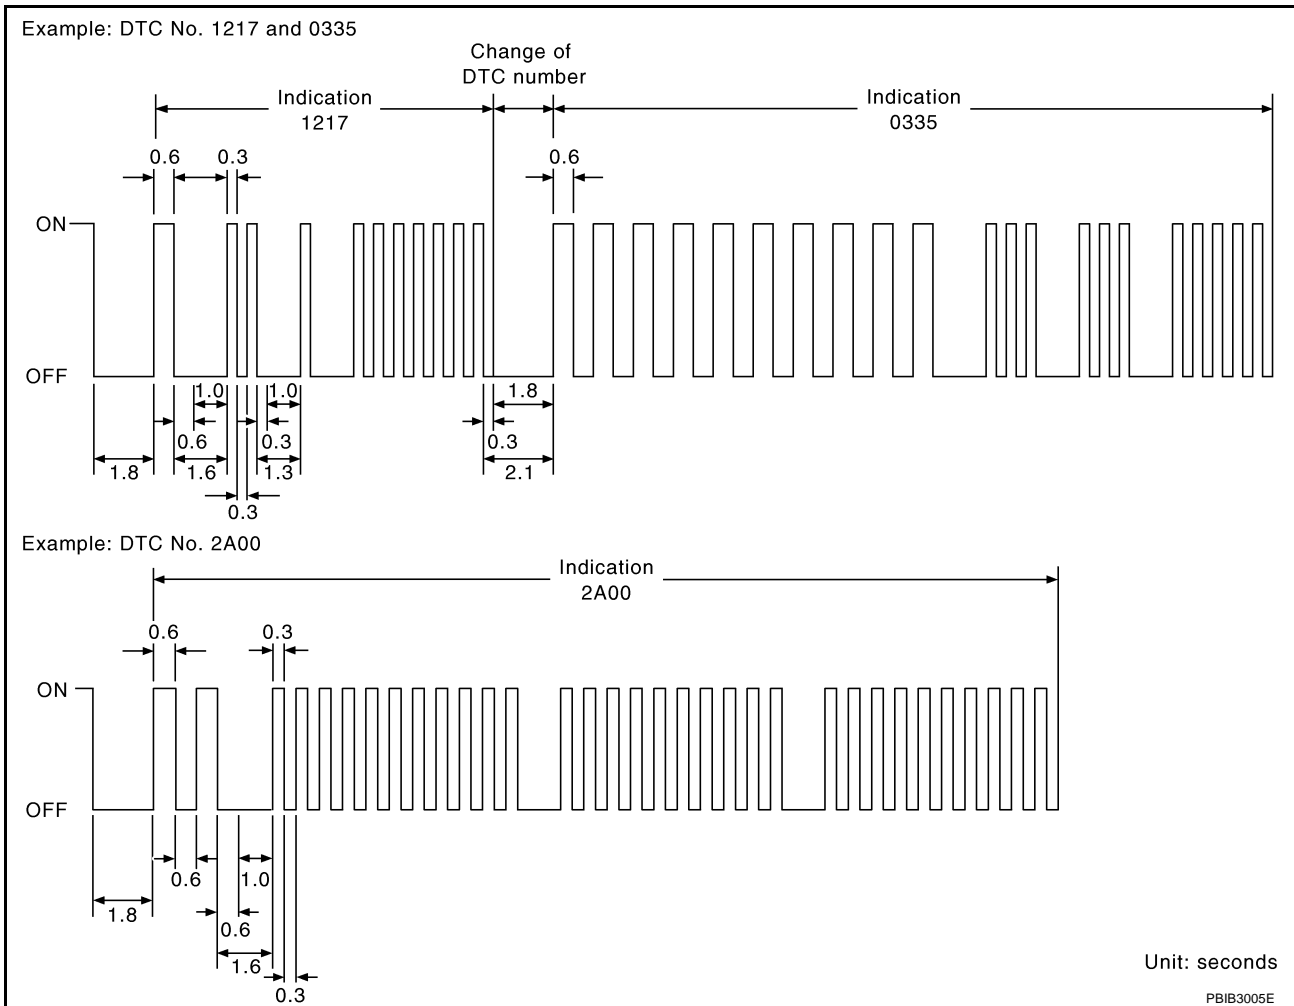 Example: DTC No. 1217 and 0335
Change of
DTC number
Indication
1217
Indication
0335
0.6
0.3
0.6
ON
OFF
1.0
1.0
1.8
0.6
0.3
0.3
1.8
1.6
1.3
2.1
0.3
Example: DTC No. 2A00
Indication
2A00
0.6
0.3
ON
OFF
0.6
1.0
1.8
0.6
1.6
0.3
Unit: seconds
PBIB3005E